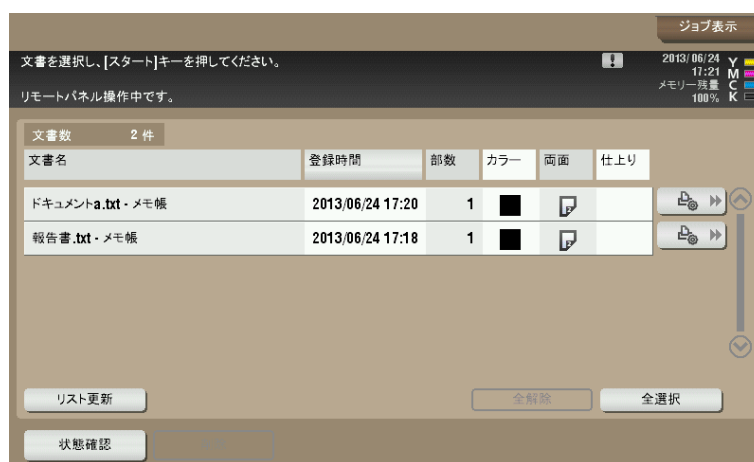 ジョブ表示
文書を選択し、[スタート]キーを押してください。
2013/06/24
17:21
リモートパネル操作中です。
メモリー残量
100%
Y
M
C
K
文書数 2 件
文書名 登録時間 部数 カラー 両面 仕上り
ドキュメントa.txt - メモ帳 2013/06/24 17:20 1
報告書.txt - メモ帳 2013/06/24 17:18 1
リスト更新 全解除 全選択
状態確認